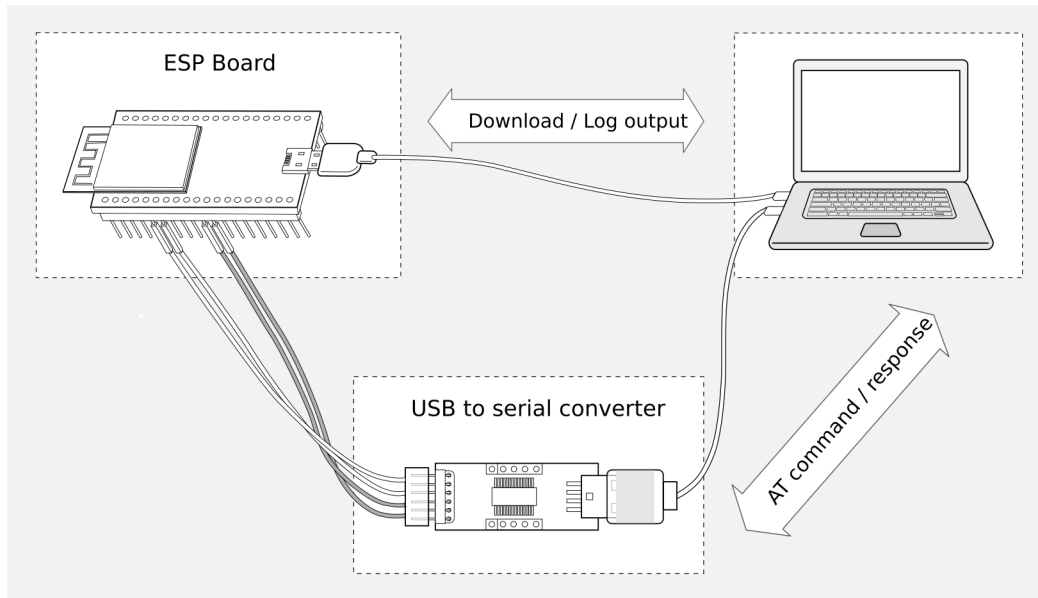 ESP Board
Download / Log output
USB to serial converter
AT command / response